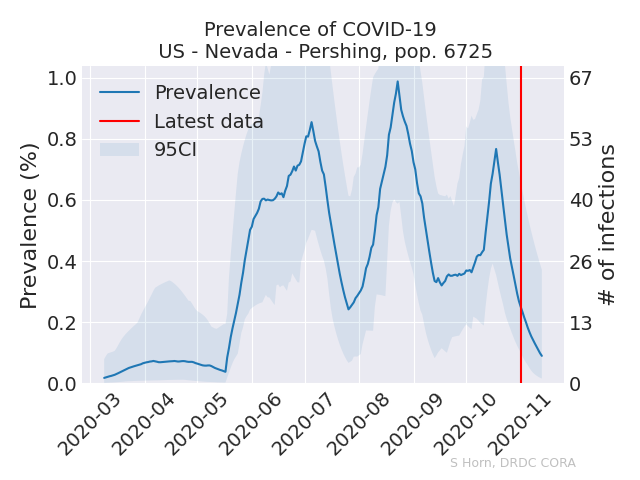 Prevalence of COVID-19
US - Nevada - Pershing, pop. 6725
Prevalence
Latest data
95CI
Prevalence (%)
1.0
0.8
0.6
0.4
0.2
0.0
67
53
40
26
13
0
# of infections
2020-03
2020-04
2020-05
2020-06
2020-07
2020-08
2020-09
2020-10
2020-11
S Horn, DRDC CORA